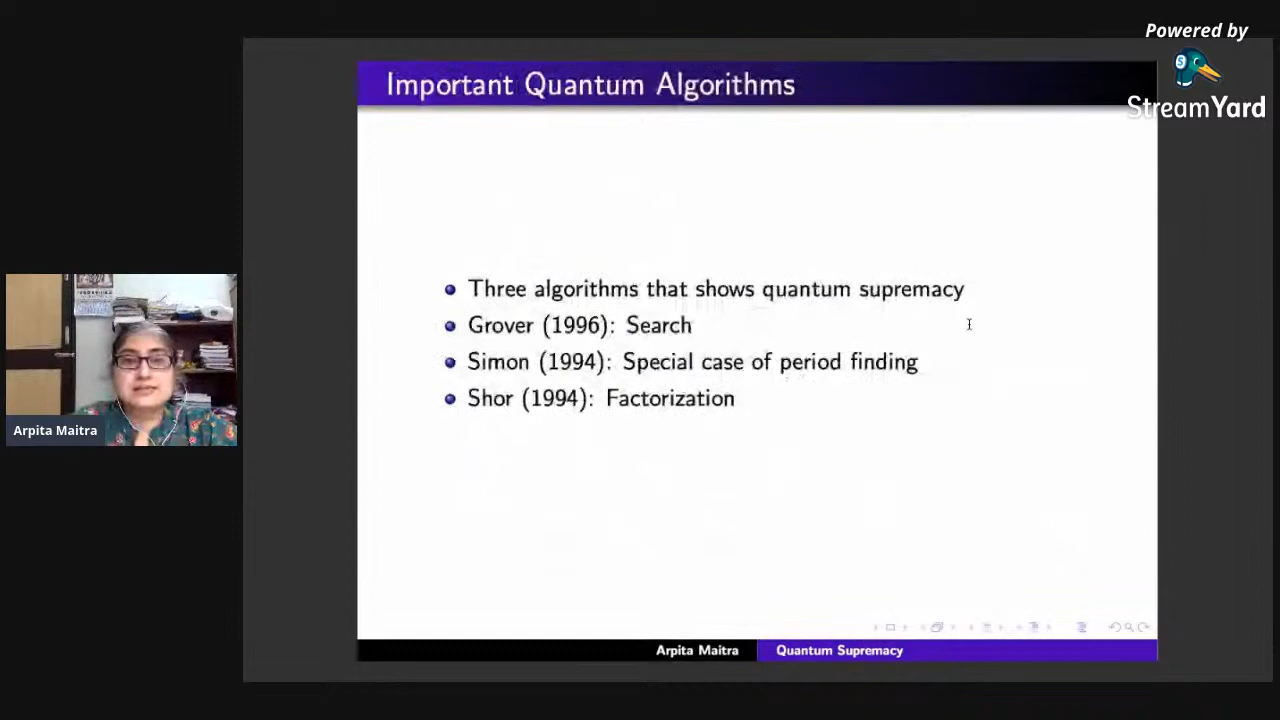 Powered by
StreamYard
Important Quantum Algorithms
Three algorithms that shows quantum supremacy
Grover (1996): Search
Simon (1994): Special case of period finding
Shor (1994): Factorization
Arpita Maitra
Arpita Maitra
Quantum Supremacy